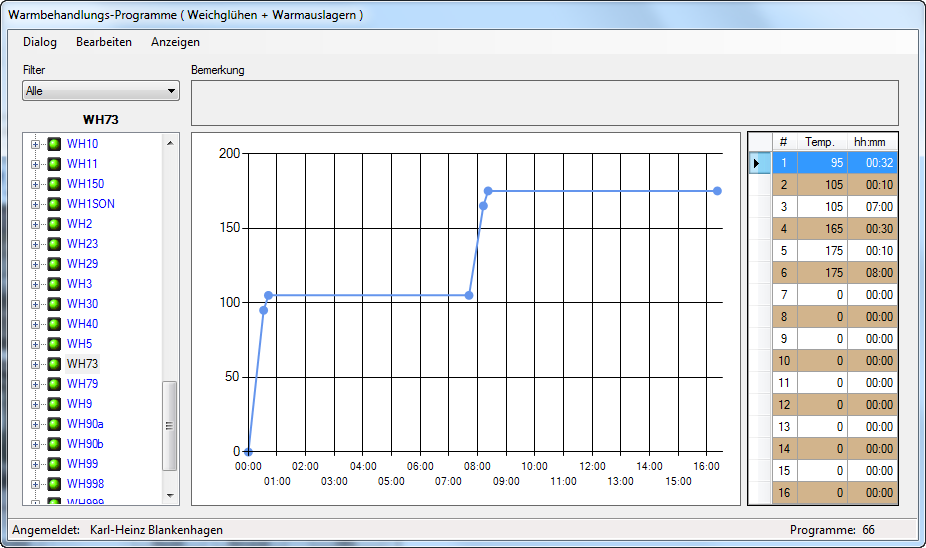 Warmbehandlungs-Programme ( Weichglühen + Warmauslagern )
Dialog Bearbeiten Anzeigen
Filter
Alle
Bemerkung
WH73
WH10
WH11
WH150
WH1SON
WH2
WH23
WH29
WH3
WH30
WH40
WH5
WH73
WH79
WH9
WH90a
WH90b
WH99
WH998
WH999
200
150
100
50
0
00:00 02:00 04:00 06:00 08:00 10:00 12:00 14:00 16:00
01:00 03:00 05:00 07:00 09:00 11:00 13:00 15:00
# Temp. hh:mm
1 95 00:32
2 105 00:10
3 105 07:00
4 165 00:30
5 175 00:10
6 175 08:00
7 0 00:00
8 0 00:00
9 0 00:00
10 0 00:00
11 0 00:00
12 0 00:00
13 0 00:00
14 0 00:00
15 0 00:00
16 0 00:00
Angemeldet: Karl-Heinz Blankenhagen
Programme: 66